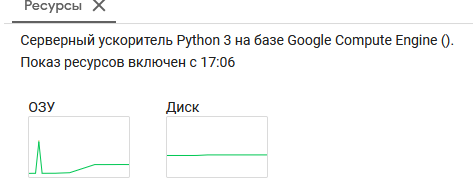 Ресурсы
Серверный ускоритель Python 3 на базе Google Compute Engine ().
Показ ресурсов включен с 17:06
ОЗУ Диск